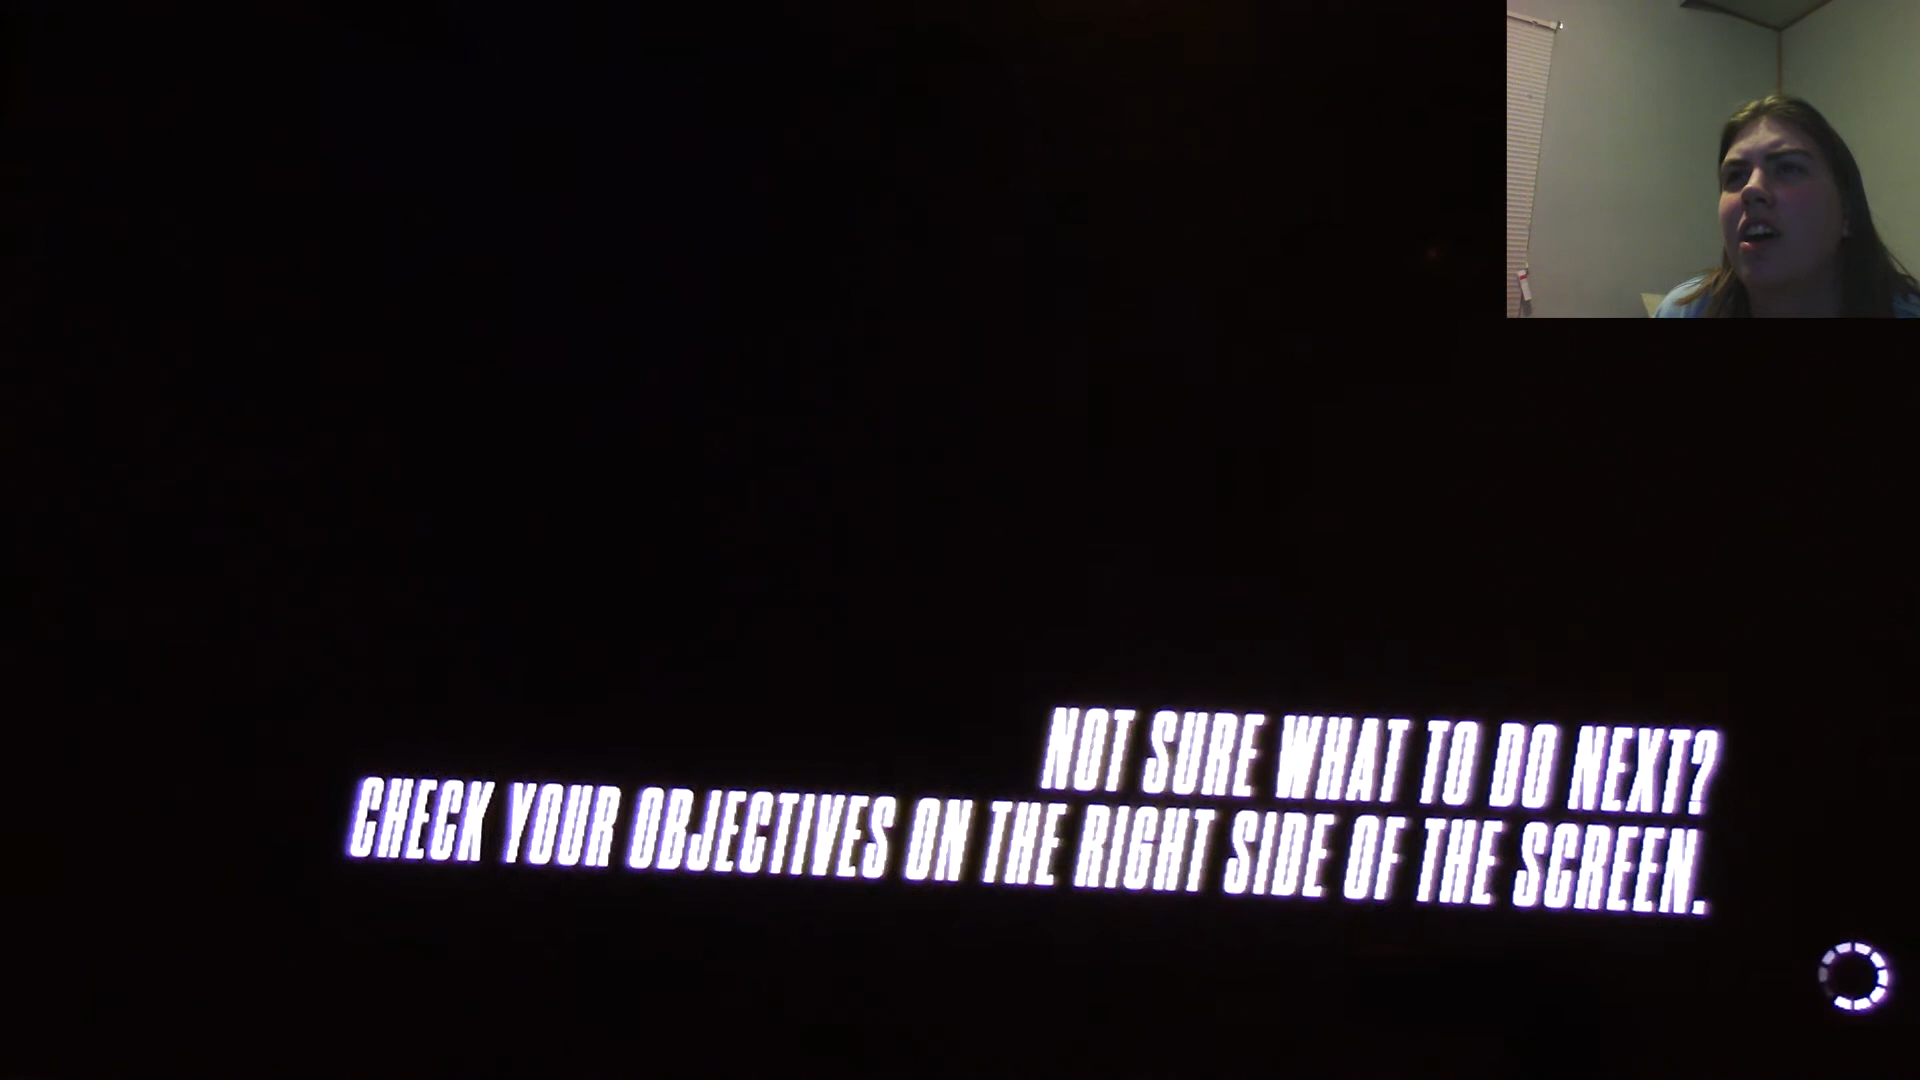 NOT SURE WHAT TO DO NEXT?
CHECK YOUR OBJECTIVES ON THE RIGHT SIDE OF THE SCREEN.